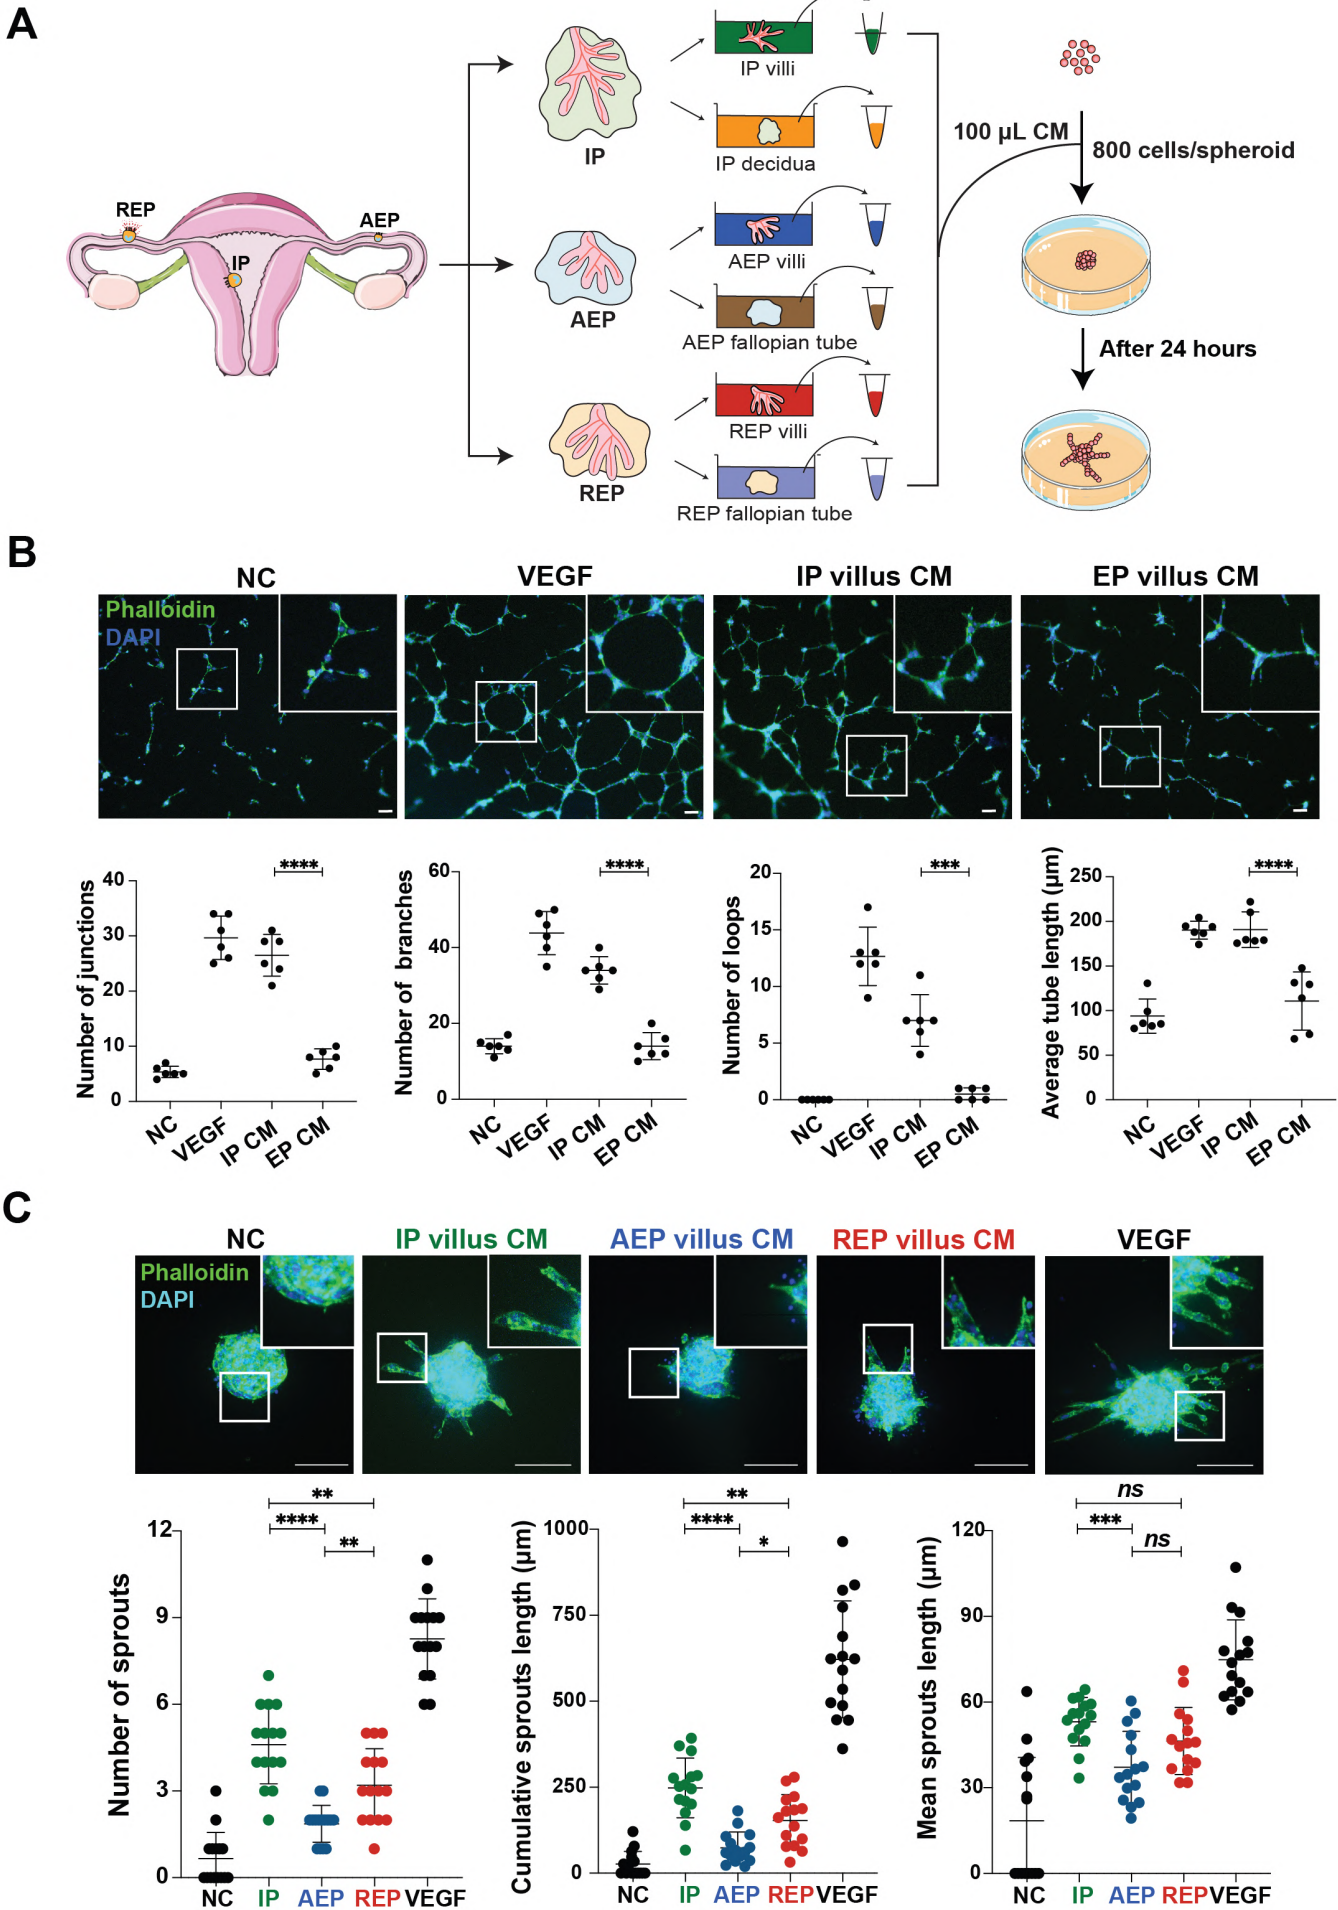 A
REP
AEP
IP
IP
AEP
REP
IP villi
IP decidua
AEP villi
AEP fallopian tube
REP villi
REP fallopian tube
100 µL CM
800 cells/spheroid
After 24 hours
B
NC
VEGF
IP villus CM
EP villus CM
Phalloidin
DAPI
Number of junctions
40
30
20
10
0
****
NC
VEGF
IP CM
EP CM
Number of branches
60
40
20
0
****
NC
VEGF
IP CM
EP CM
Number of loops
20
15
10
5
0
***
NC
VEGF
IP CM
EP CM
Average tube length (µm)
250
200
150
100
50
0
****
NC
VEGF
IP CM
EP CM
C
NC
IP villus CM
AEP villus CM
REP villus CM
VEGF
Phalloidin
DAPI
Number of sprouts
12
9
6
3
0
**
****
**
NC
IP
AEP
REP
VEGF
Cumulative sprouts length (µm)
1000
750
500
250
0
**
****
*
NC
IP
AEP
REP
VEGF
Mean sprouts length (µm)
120
90
60
30
0
ns
***
ns
NC
IP
AEP
REP
VEGF